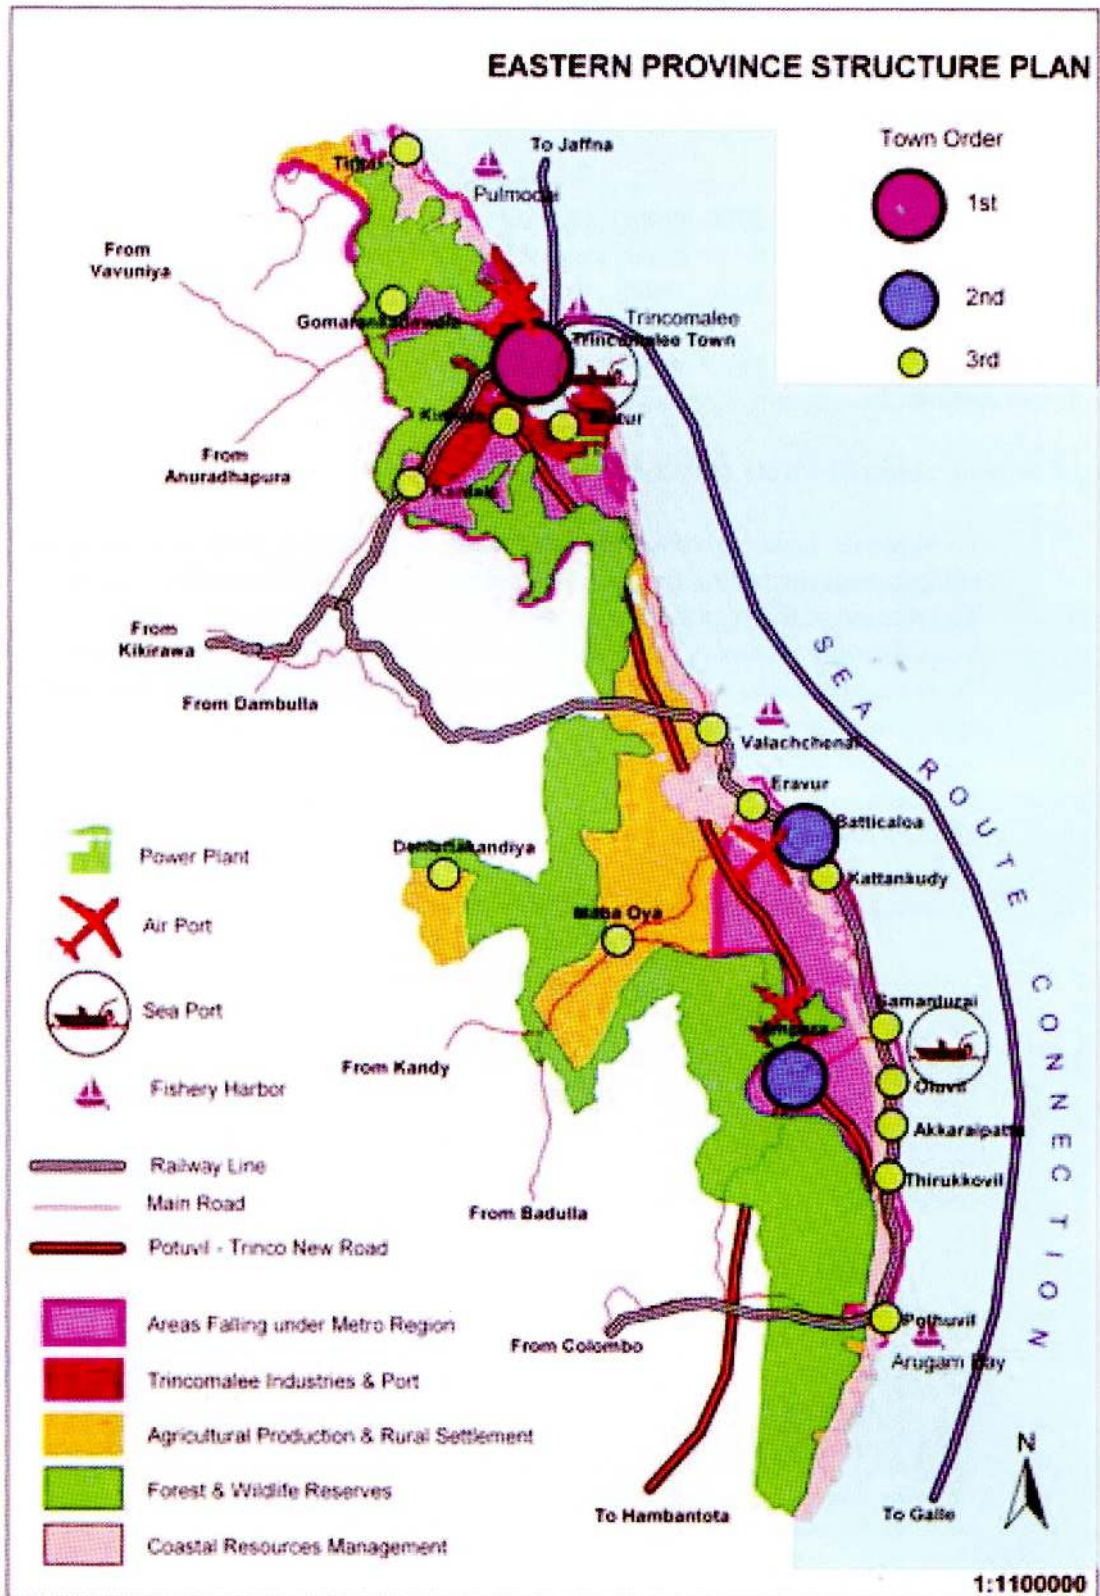 EASTERN PROVINCE STRUCTURE PLAN
Town Order
1st
2nd
3rd
To Jaffna
Pulmodai
From
Vavuniya
Trincomalee
Trincomalee Town
From
Anuradhapura
From
Kikirawa
From Dambulla
Valachchenai
Eravur
Batticaloa
Kattankudy
Maha Oya
SEA ROUTE CONNECTION
Samanturai
Oluvil
Akkaraipattu
Thirukkovil
From Kandy
From Badulla
From Colombo
Pothuvil
Arugam Bay
To Hambantota
To Galle
N
Power Plant
Air Port
Sea Port
Fishery Harbor
Railway Line
Main Road
Potuvil - Trinco New Road
Areas Falling under Metro Region
Trincomalee Industries & Port
Agricultural Production & Rural Settlement
Forest & Wildlife Reserves
Coastal Resources Management
1:1100000